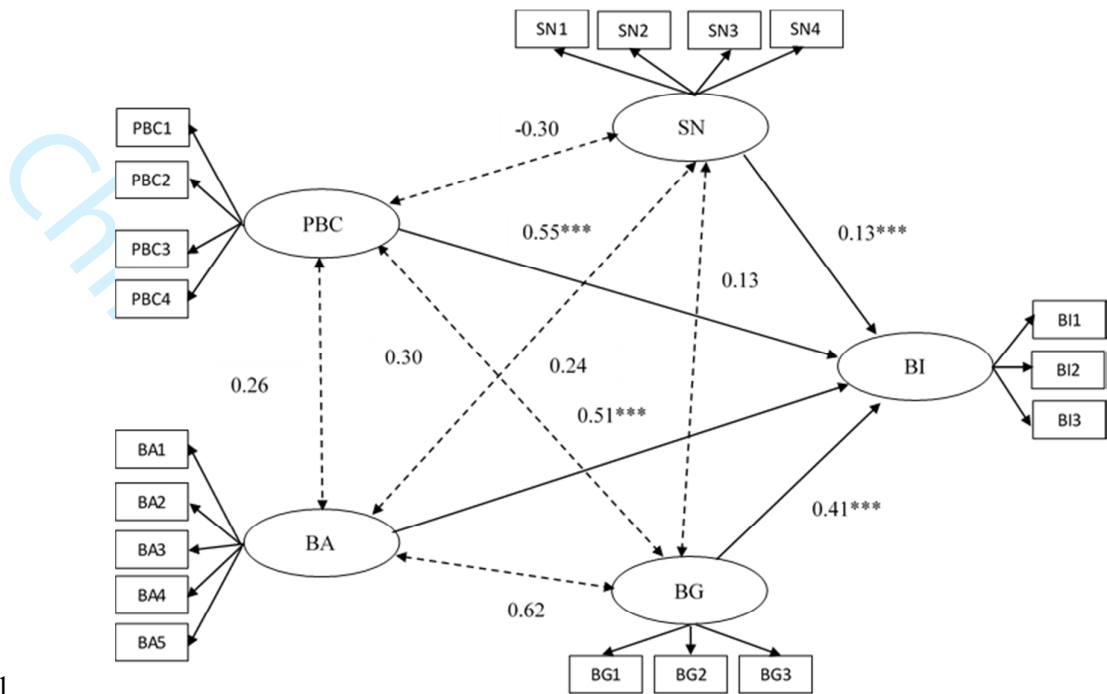 SN1
SN2
SN3
SN4
SN
PBC1
PBC2
PBC3
PBC4
PBC
-0.30
0.55***
0.13***
0.13
BI
BI1
BI2
BI3
0.26
0.30
0.24
0.51***
0.41***
BA1
BA2
BA3
BA4
BA5
BA
0.62
BG
BG1
BG2
BG3
1
Chi